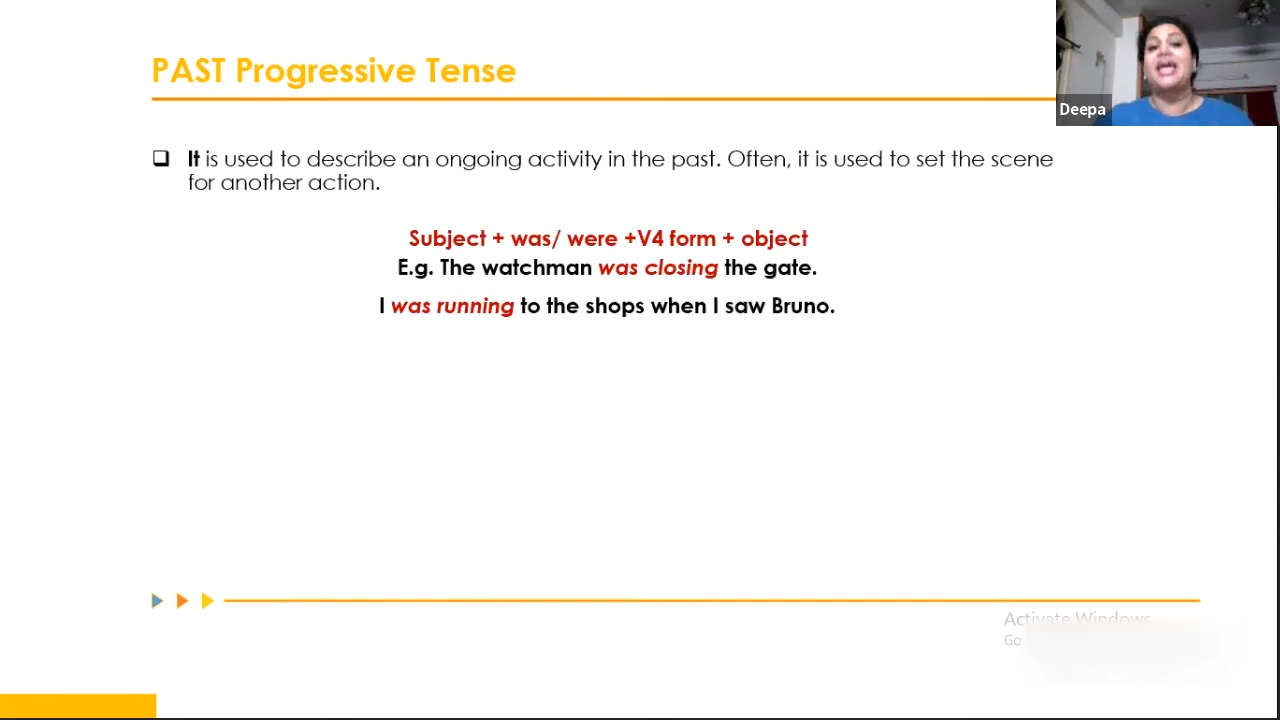 PAST Progressive Tense
Deepa
It is used to describe an ongoing activity in the past. Often, it is used to set the scene
for another action.
Subject + was/ were +V4 form + object
E.g. The watchman was closing the gate.
I was running to the shops when I saw Bruno.
Activate Windows
Go